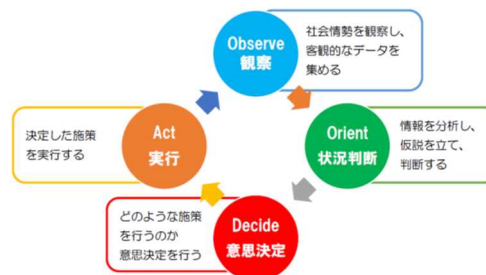 Observe
観察
社会情勢を観察し、
客観的なデータを
集める
Orient
状況判断
情報を分析し、
仮説を立て、
判断する
Decide
意思決定
どのような施策
を行うのか
意思決定を行う
Act
実行
決定した施策
を実行する